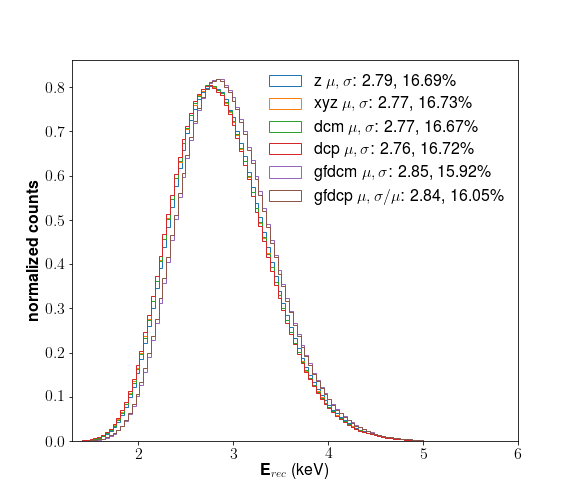 z μ, σ: 2.79, 16.69%
xyz μ, σ: 2.77, 16.73%
dcm μ, σ: 2.77, 16.67%
dcp μ, σ: 2.76, 16.72%
gfdcm μ, σ: 2.85, 15.92%
gfdcp μ, σ/μ: 2.84, 16.05%
0.8
0.7
0.6
0.5
0.4
0.3
0.2
0.1
0.0
normalized counts
2 3 4 5 6
E_rec (keV)